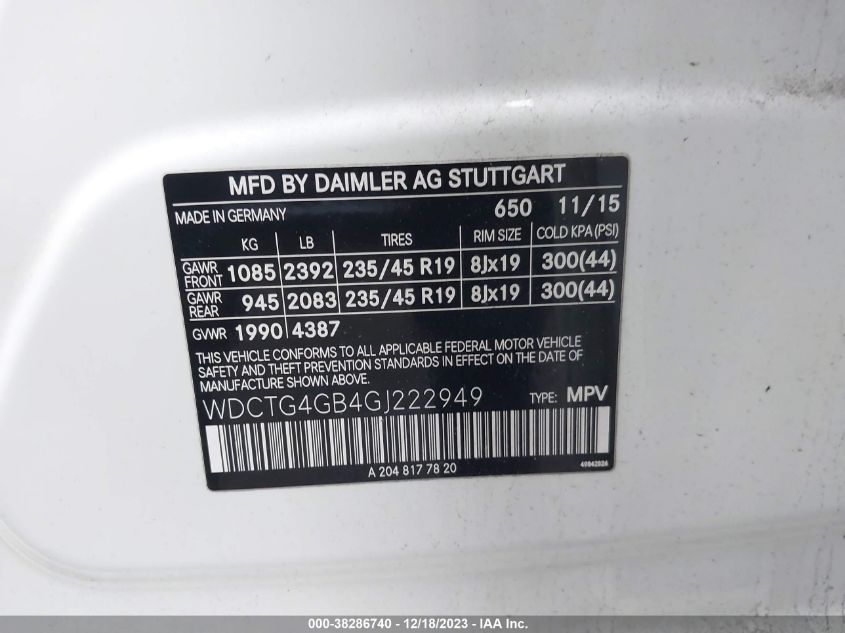 MFD BY DAIMLER AG STUTTGART
MADE IN GERMANY 650 11/15
KG LB TIRES RIM SIZE COLD KPA (PSI)
GAWR FRONT 1085 2392 235/45 R19 8Jx19 300(44)
GAWR REAR 945 2083 235/45 R19 8Jx19 300(44)
GVWR 1990 4387
THIS VEHICLE CONFORMS TO ALL APPLICABLE FEDERAL MOTOR VEHICLE
SAFETY AND THEFT PREVENTION STANDARDS IN EFFECT ON THE DATE OF
MANUFACTURE SHOWN ABOVE.
WDCTG4GB4GJ222949 TYPE: MPV
A 204 817 78 20 49842824
000-38286740 - 12/18/2023 - IAA Inc.